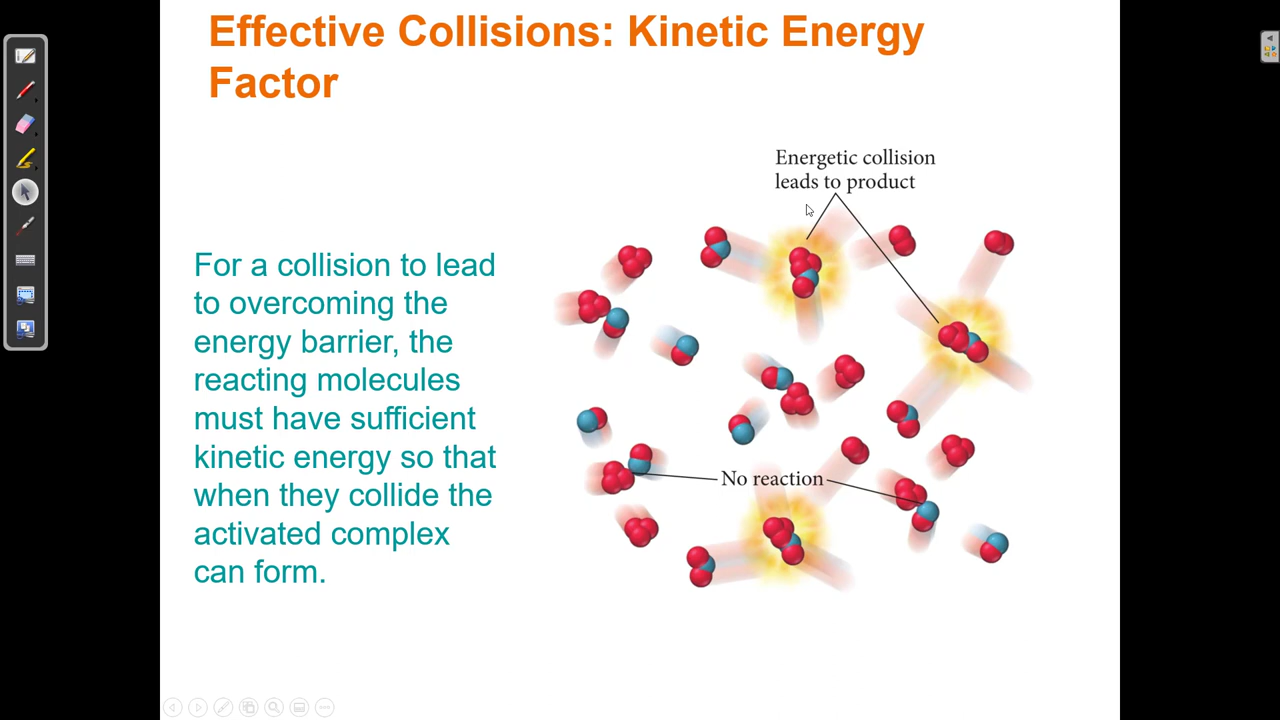 Effective Collisions: Kinetic Energy
Factor
Energetic collision
leads to product
For a collision to lead
to overcoming the
energy barrier, the
reacting molecules
must have sufficient
kinetic energy so that
when they collide the
activated complex
can form.
No reaction